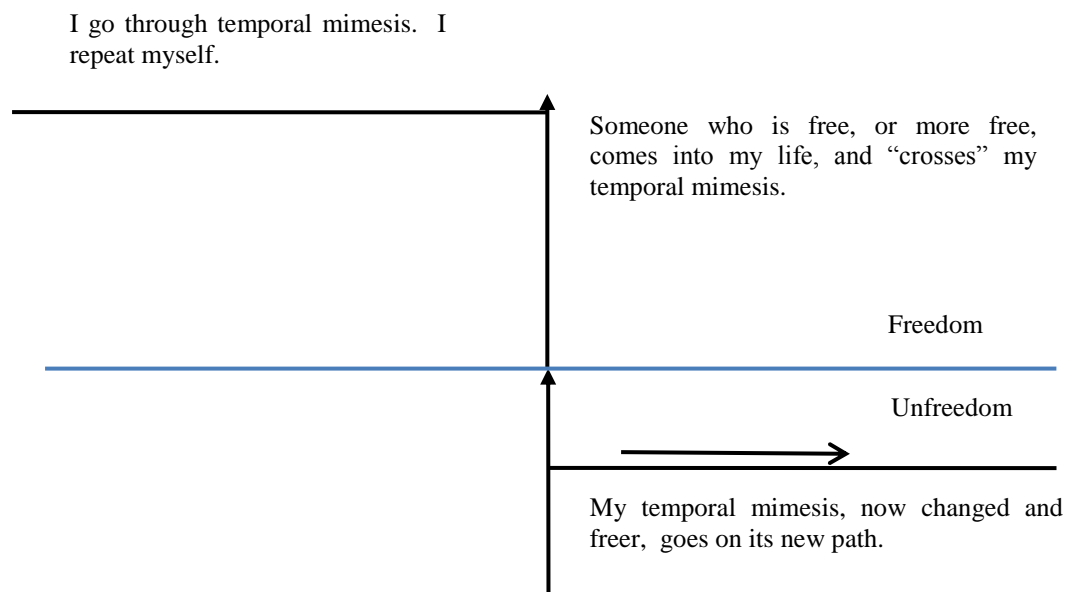 I go through temporal mimesis. I
repeat myself.
Someone who is free, or more free,
comes into my life, and “crosses” my
temporal mimesis.
Freedom
Unfreedom
My temporal mimesis, now changed and
freer, goes on its new path.